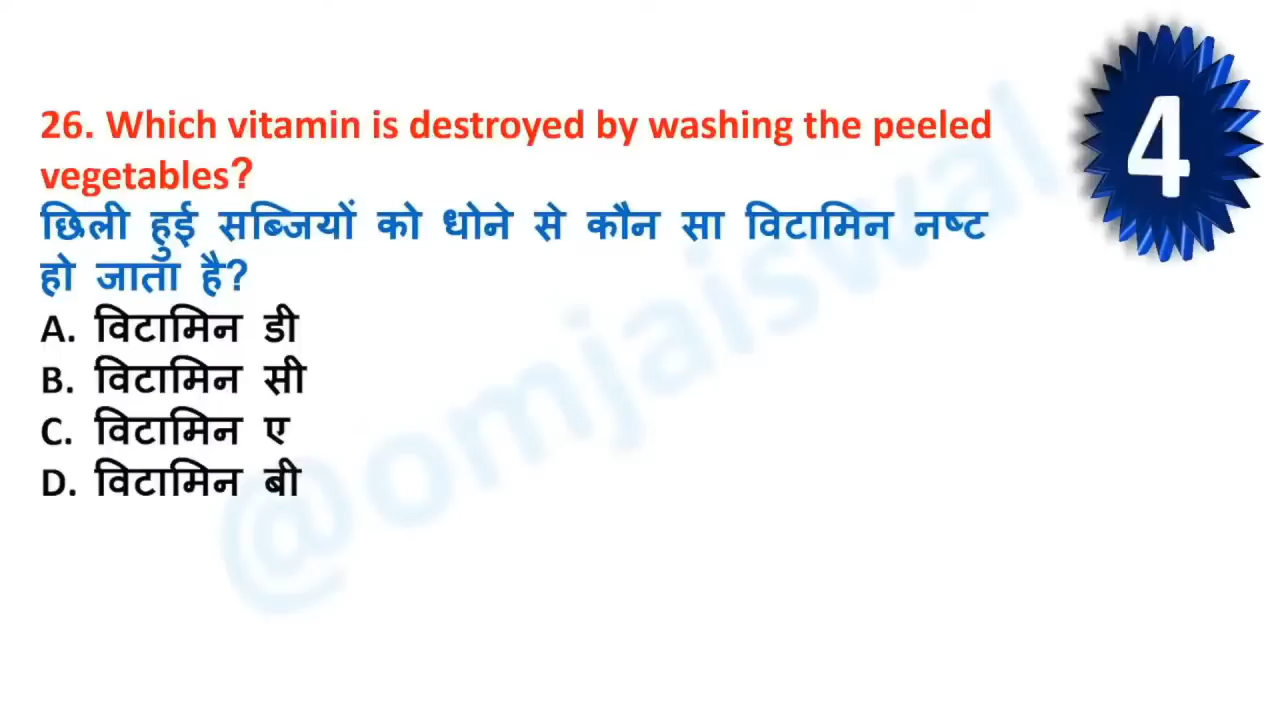 26. Which vitamin is destroyed by washing the peeled
vegetables?
छिली हुई सब्जियों को धोने से कौन सा विटामिन नष्ट
हो जाता है?
A. विटामिन डी
B. विटामिन सी
C. विटामिन ए
D. विटामिन बी
4
@omjaiswal